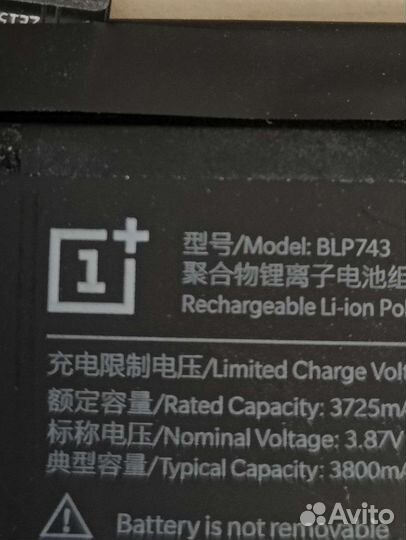 1+
型号/Model: BLP743
聚合物锂离子电池组
Rechargeable Li-ion Pol
充电限制电压/Limited Charge Volt
额定容量/Rated Capacity: 3725m
标称电压/Nominal Voltage: 3.87V
典型容量/Typical Capacity: 3800m
Battery is not removable
Avito